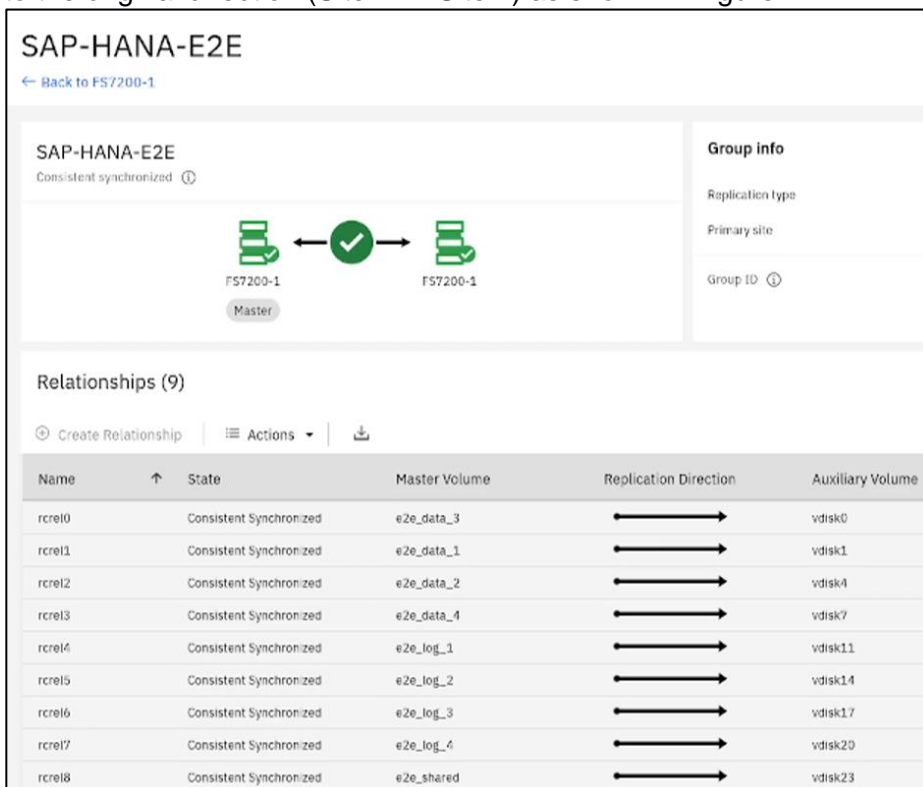 SAP-HANA-E2E
← Back to FS7200-1
SAP-HANA-E2E
Consistent synchronized
FS7200-1
FS7200-1
Master
Group info
Replication type
Primary site
Group ID
Relationships (9)
Create Relationship Actions
Name ↑ State Master Volume Replication Direction Auxiliary Volume
rcrel0 Consistent Synchronized e2e_data_3 vdisk0
rcrel1 Consistent Synchronized e2e_data_1 vdisk1
rcrel2 Consistent Synchronized e2e_data_2 vdisk4
rcrel3 Consistent Synchronized e2e_data_4 vdisk7
rcrel4 Consistent Synchronized e2e_log_1 vdisk11
rcrel5 Consistent Synchronized e2e_log_2 vdisk14
rcrel6 Consistent Synchronized e2e_log_3 vdisk17
rcrel7 Consistent Synchronized e2e_log_4 vdisk20
rcrel8 Consistent Synchronized e2e_shared vdisk23